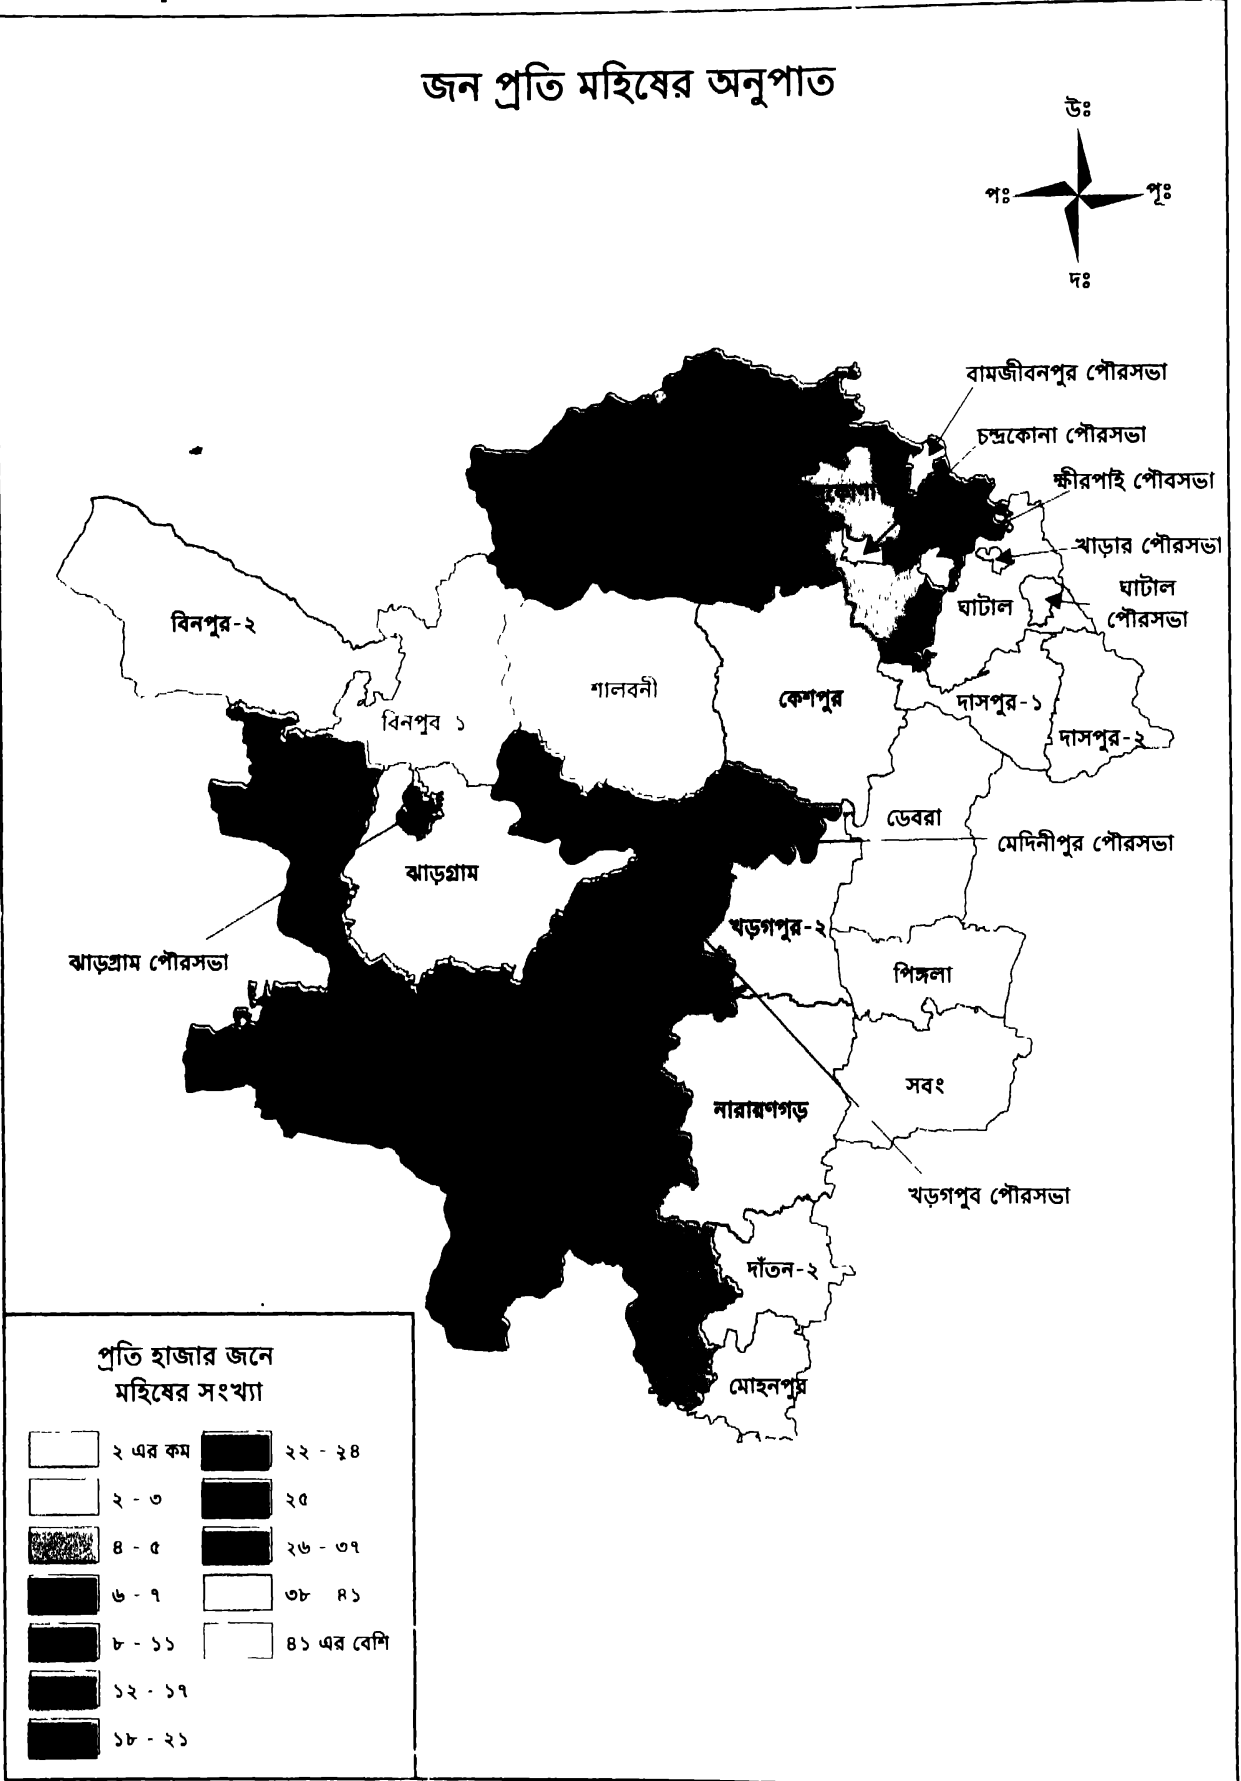 জন প্রতি মহিষের অনুপাত
উঃ
পঃ
পূঃ
দঃ
বামজীবনপুর পৌরসভা
চন্দ্রকোনা পৌরসভা
ক্ষীরপাই পৌবসভা
খাড়ার পৌরসভা
ঘাটাল
পৌরসভা
ঘাটাল
বিনপুর-২
শালবনী
কেশপুর
দাসপুর-১
বিনপুব ১
দাসপুর-২
ডেবরা
মেদিনীপুর পৌরসভা
ঝাড়গ্রাম
খড়গপুর-২
ঝাড়গ্রাম পৌরসভা
পিঙ্গলা
সবং
নারায়ণগড়
খড়গপুব পৌরসভা
দাঁতন-২
মোহনপুর
প্রতি হাজার জনে
মহিষের সংখ্যা
২ এর কম
২ - ৩
৪ - ৫
৬ - ৭
৮ - ১১
১২ - ১৭
১৮ - ২১
২২ - ২৪
২৫
২৬ - ৩৭
৩৮ ৪১
৪১ এর বেশি